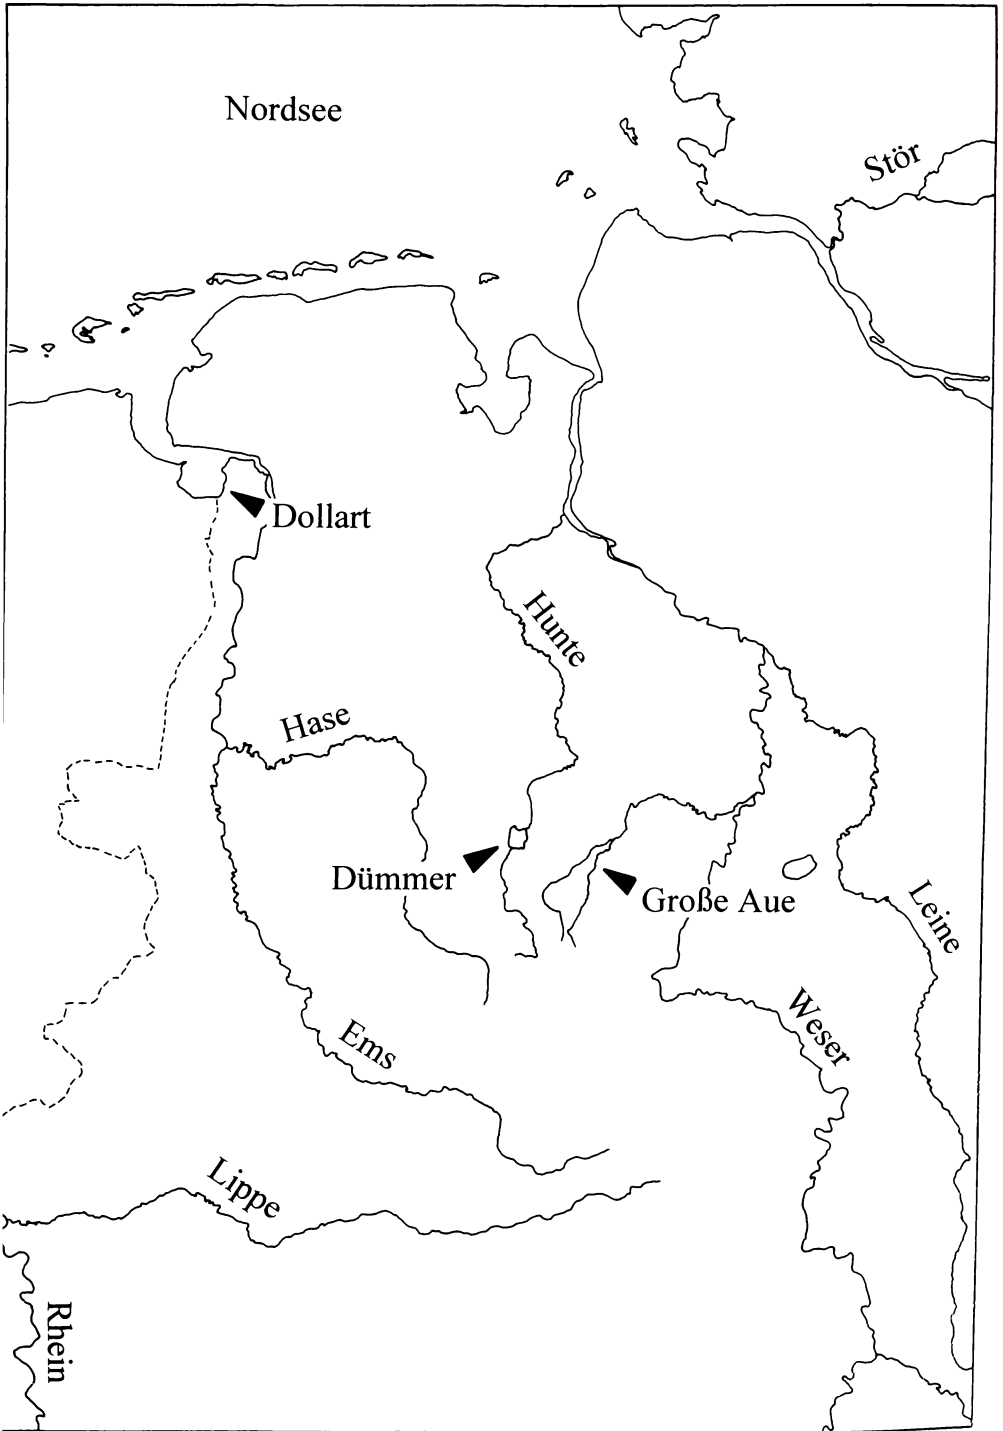 Nordsee
Stör
Dollart
Hunte
Hase
Dümmer
Große Aue
Leine
Weser
Ems
Lippe
Rhein